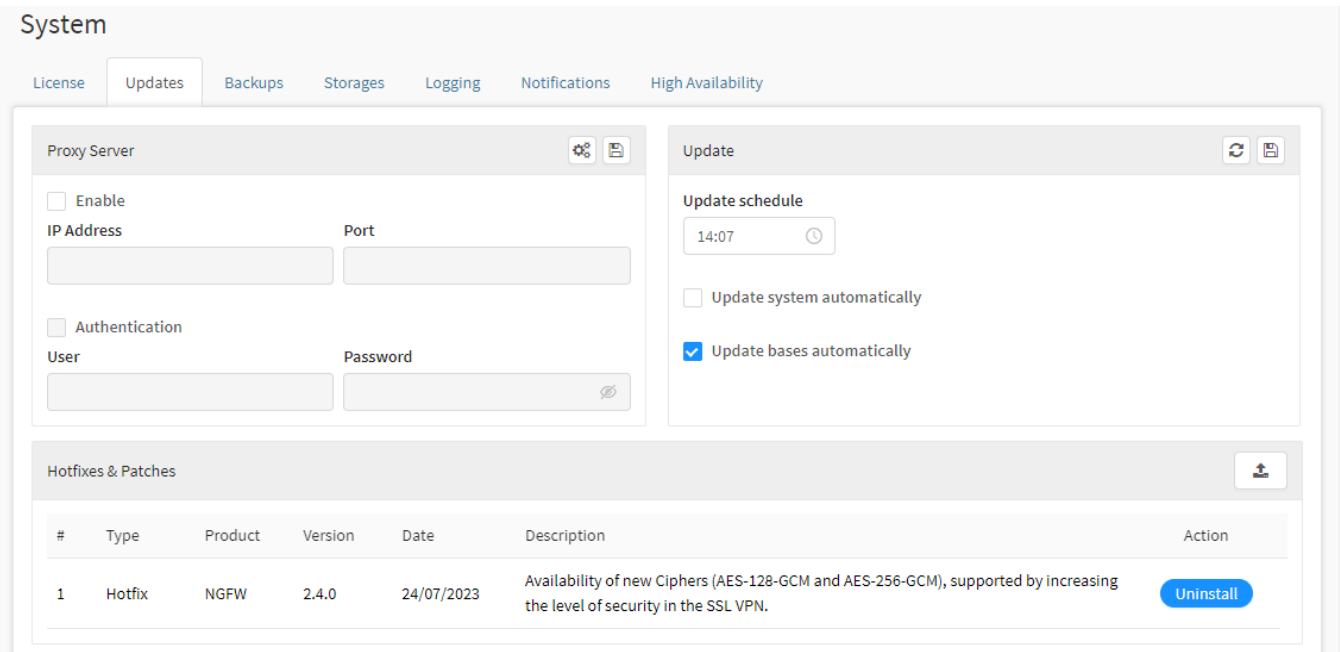 System
License Updates Backups Storages Logging Notifications High Availability
Proxy Server
Enable
IP Address Port
Authentication
User Password
Update
Update schedule
14:07
Update system automatically
Update bases automatically
Hotfixes & Patches
# Type Product Version Date Description Action
1 Hotfix NGFW 2.4.0 24/07/2023 Availability of new Ciphers (AES-128-GCM and AES-256-GCM), supported by increasing
the level of security in the SSL VPN.
Uninstall